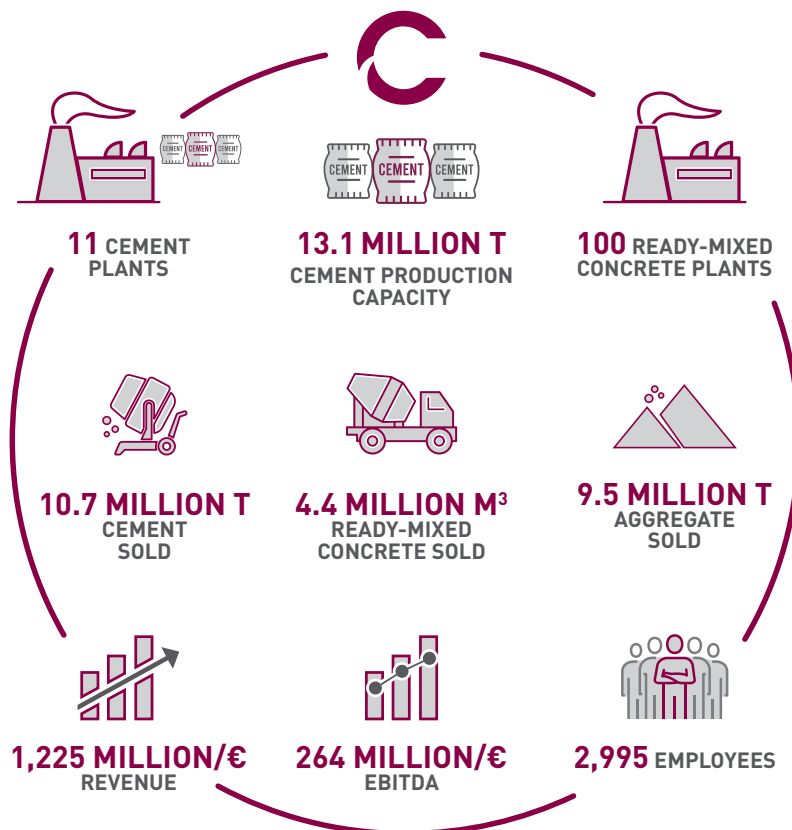 CEMENT CEMENT CEMENT
CEMENT CEMENT CEMENT
11 CEMENT
PLANTS
13.1 MILLION T
CEMENT PRODUCTION
CAPACITY
100 READY-MIXED
CONCRETE PLANTS
10.7 MILLION T
CEMENT
SOLD
4.4 MILLION M³
READY-MIXED
CONCRETE SOLD
9.5 MILLION T
AGGREGATE
SOLD
1,225 MILLION/€
REVENUE
264 MILLION/€
EBITDA
2,995 EMPLOYEES